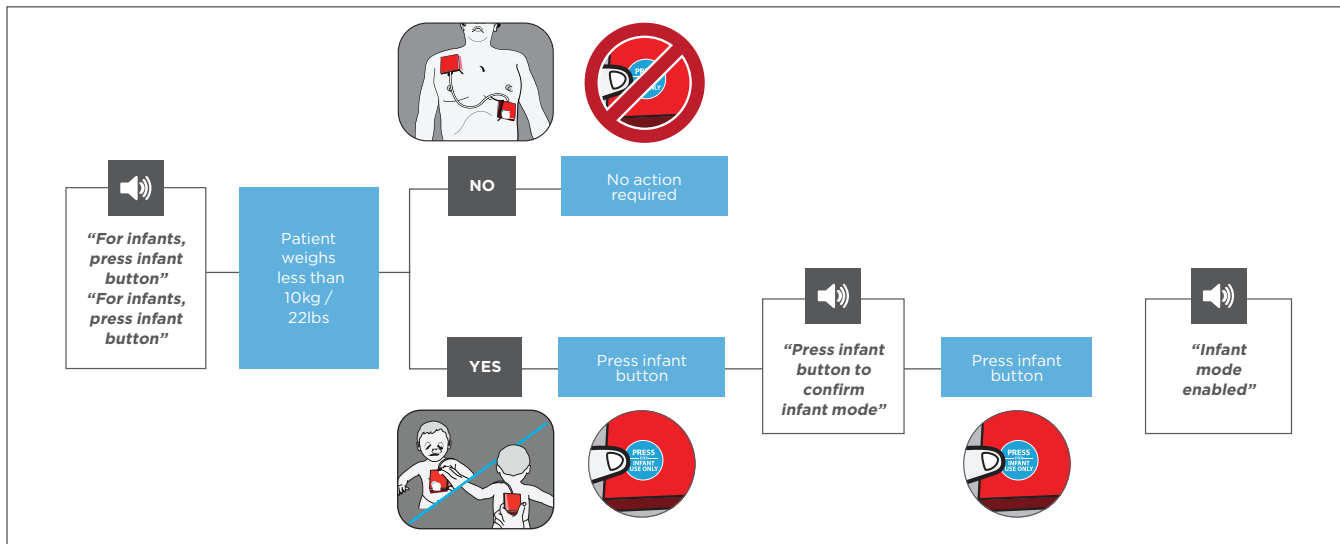 PRE
NLY
NO
No action
required
“For infants,
press infant
button”
“For infants,
press infant
button”
Patient
weighs
less than
10kg /
22lbs
YES
Press infant
button
“Press infant
button to
confirm
infant mode”
Press infant
button
“Infant
mode
enabled”
PRESS
FOR
INFANT
USE ONLY
PRESS
FOR
INFANT
USE ONLY